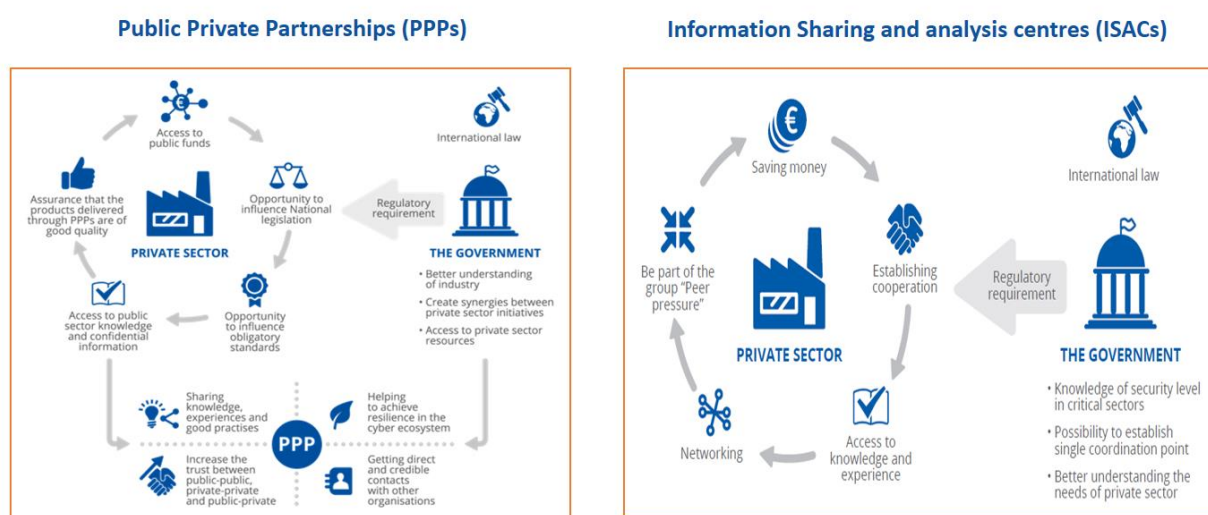 Public Private Partnerships (PPPs)
Access to
public funds
International law
Assurance that the
products delivered
through PPPs are of
good quality
PRIVATE SECTOR
Opportunity to
influence National
legislation
Regulatory
requirement
THE GOVERNMENT
• Better understanding
of industry
• Create synergies between
private sector initiatives
• Access to private sector
resources
Access to public
sector knowledge
and confidential
information
Opportunity
to influence
obligatory
standards
Sharing
knowledge,
experiences and
good practises
Helping
to achieve
resilience in the
cyber ecosystem
PPP
Increase the
trust between
public-public,
private-private
and public-private
Getting direct
and credible
contacts
with other
organisations
Information Sharing and analysis centres (ISACs)
€
Saving money
International law
Be part of the
group “Peer
pressure”
PRIVATE SECTOR
Establishing
cooperation
Regulatory
requirement
THE GOVERNMENT
• Knowledge of security level
in critical sectors
• Possibility to establish
single coordination point
• Better understanding the
needs of private sector
Networking
Access to
knowledge and
experience